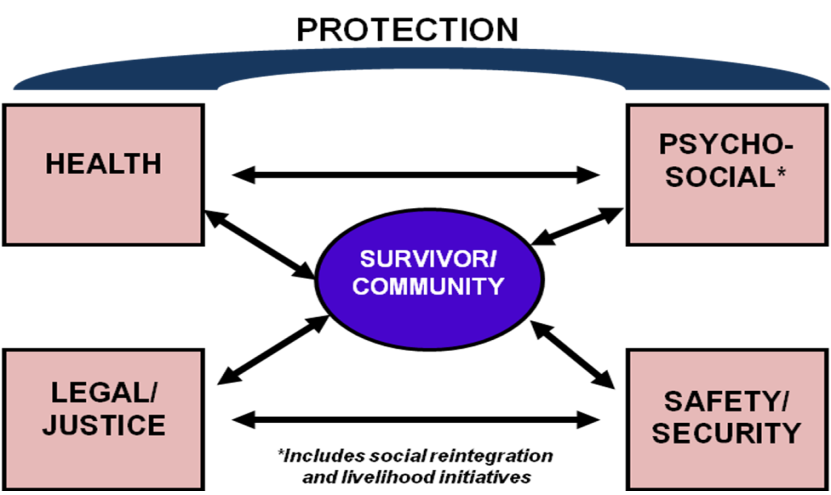 PROTECTION
HEALTH
PSYCHO-
SOCIAL*
SURVIVOR/
COMMUNITY
LEGAL/
JUSTICE
SAFETY/
SECURITY
*Includes social reintegration
and livelihood initiatives